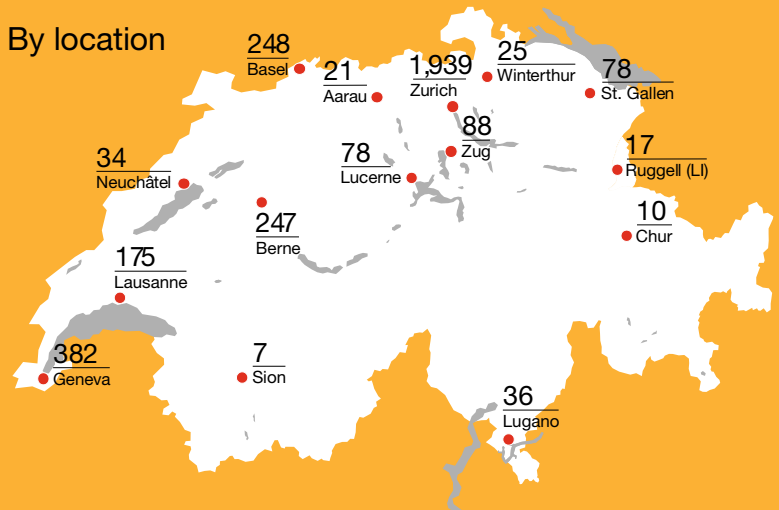 By location
248
Basel
21
Aarau
1,939
Zurich
25
Winterthur
78
St. Gallen
88
Zug
78
Lucerne
17
Ruggell (LI)
34
Neuchâtel
247
Berne
10
Chur
175
Lausanne
382
Geneva
7
Sion
36
Lugano